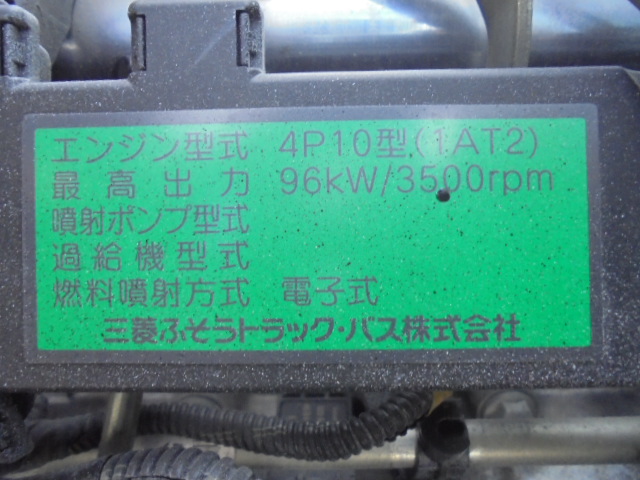 エンジン型式 4P10型(1AT2)
最高出力 96kW/3500rpm
噴射ポンプ型式
過給機型式
燃料噴射方式 電子式
三菱ふそうトラック・バス株式会社